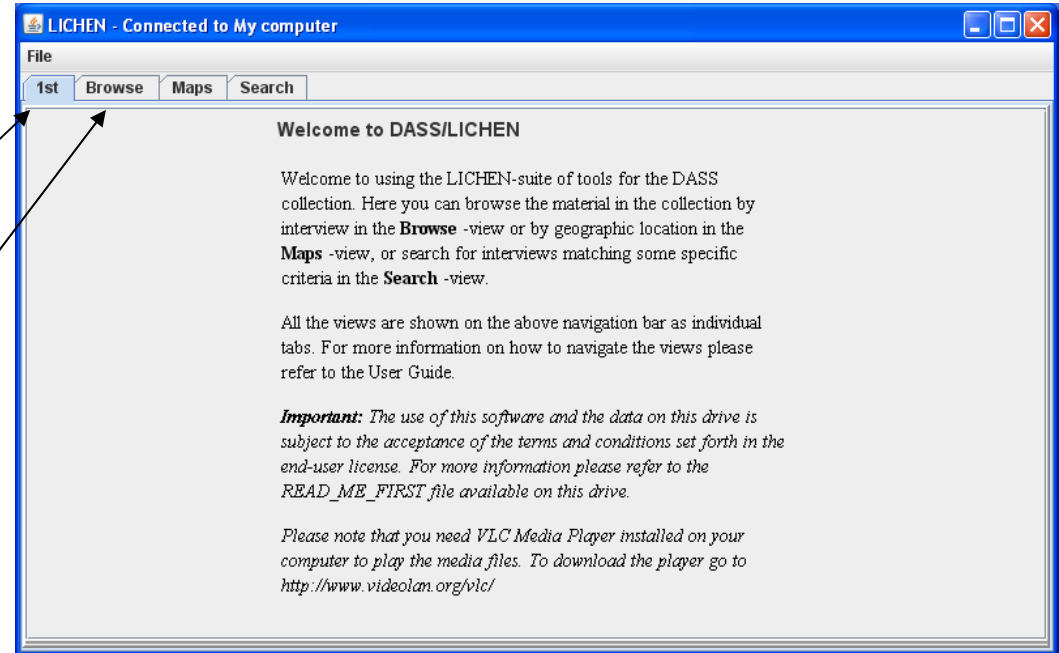 LICHEN - Connected to My computer
File
1st Browse Maps Search
Welcome to DASS/LICHEN
Welcome to using the LICHEN-suite of tools for the DASS
collection. Here you can browse the material in the collection by
interview in the Browse -view or by geographic location in the
Maps -view, or search for interviews matching some specific
criteria in the Search -view.
All the views are shown on the above navigation bar as individual
tabs. For more information on how to navigate the views please
refer to the User Guide.
Important: The use of this software and the data on this drive is
subject to the acceptance of the terms and conditions set forth in the
end-user license. For more information please refer to the
READ_ME_FIRST file available on this drive.
Please note that you need VLC Media Player installed on your
computer to play the media files. To download the player go to
http://www.videolan.org/vlc/